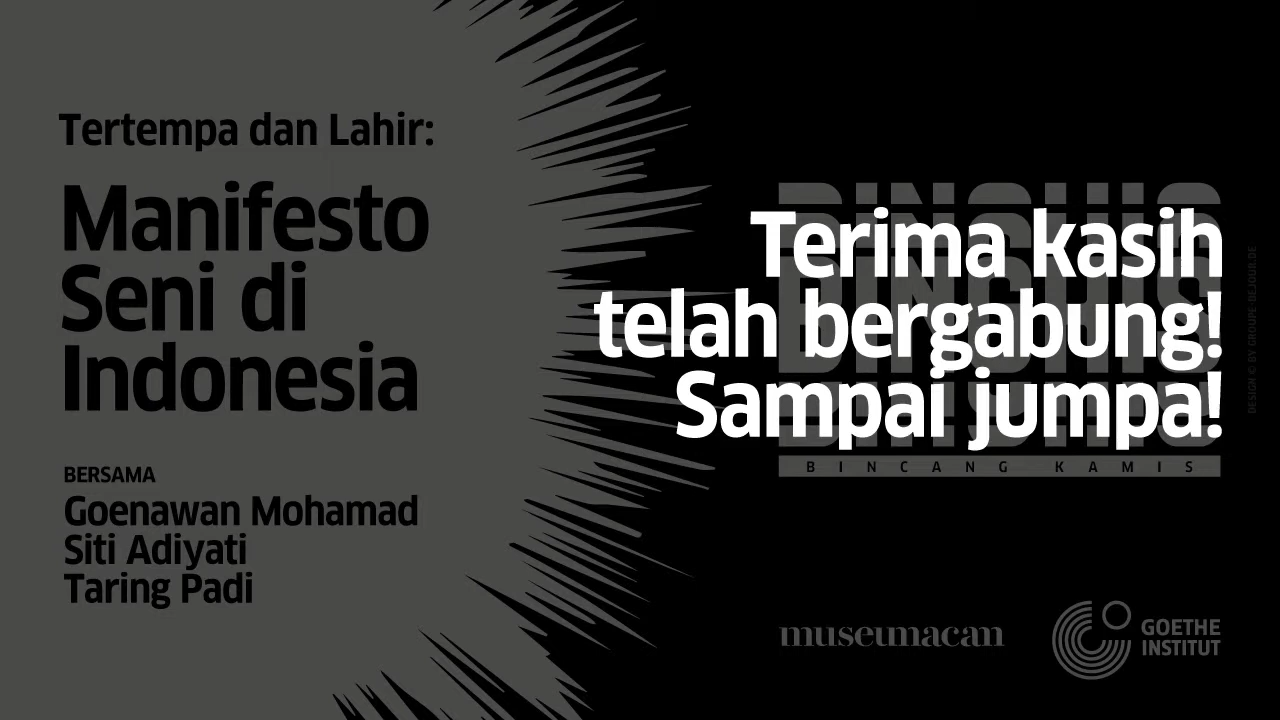 Tertempa dan Lahir:
Manifesto
Seni di
Indonesia
BERSAMA
Goenawan Mohamad
Siti Adiyati
Taring Padi
Terima kasih
telah bergabung!
Sampai jumpa!
BINCANG KAMIS
museumacan
GOETHE
INSTITUT
DESIGN © BY GROUPE-DEJOUR.DE